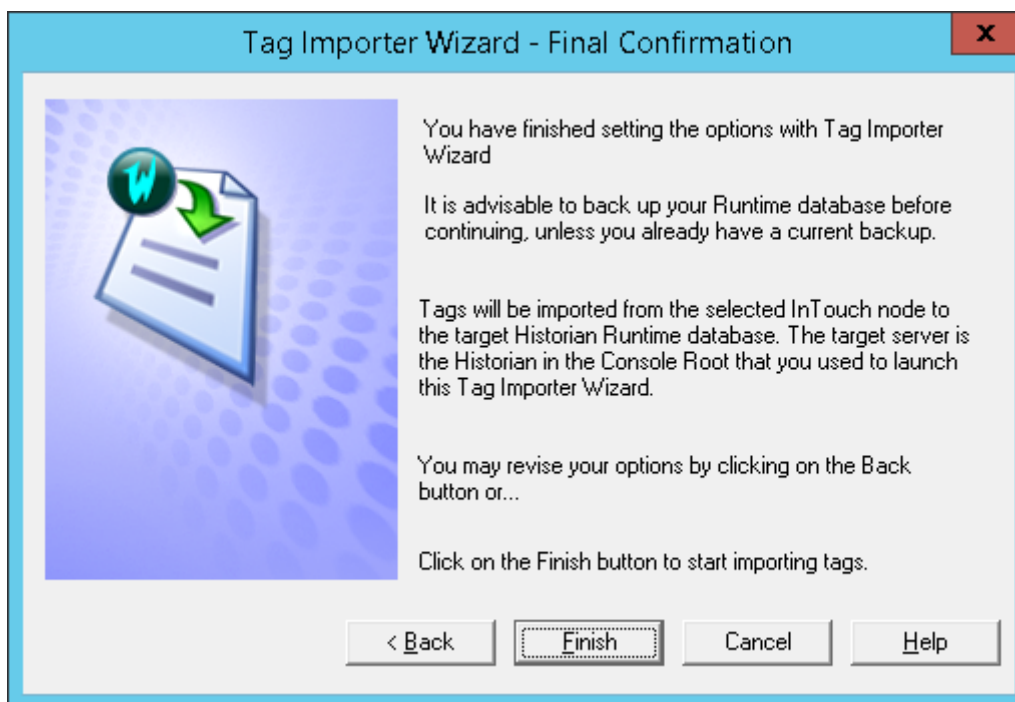 Tag Importer Wizard - Final Confirmation
x
W
You have finished setting the options with Tag Importer
Wizard
It is advisable to back up your Runtime database before
continuing, unless you already have a current backup.
Tags will be imported from the selected InTouch node to
the target Historian Runtime database. The target server is
the Historian in the Console Root that you used to launch
this Tag Importer Wizard.
You may revise your options by clicking on the Back
button or...
Click on the Finish button to start importing tags.
< Back
Finish
Cancel
Help